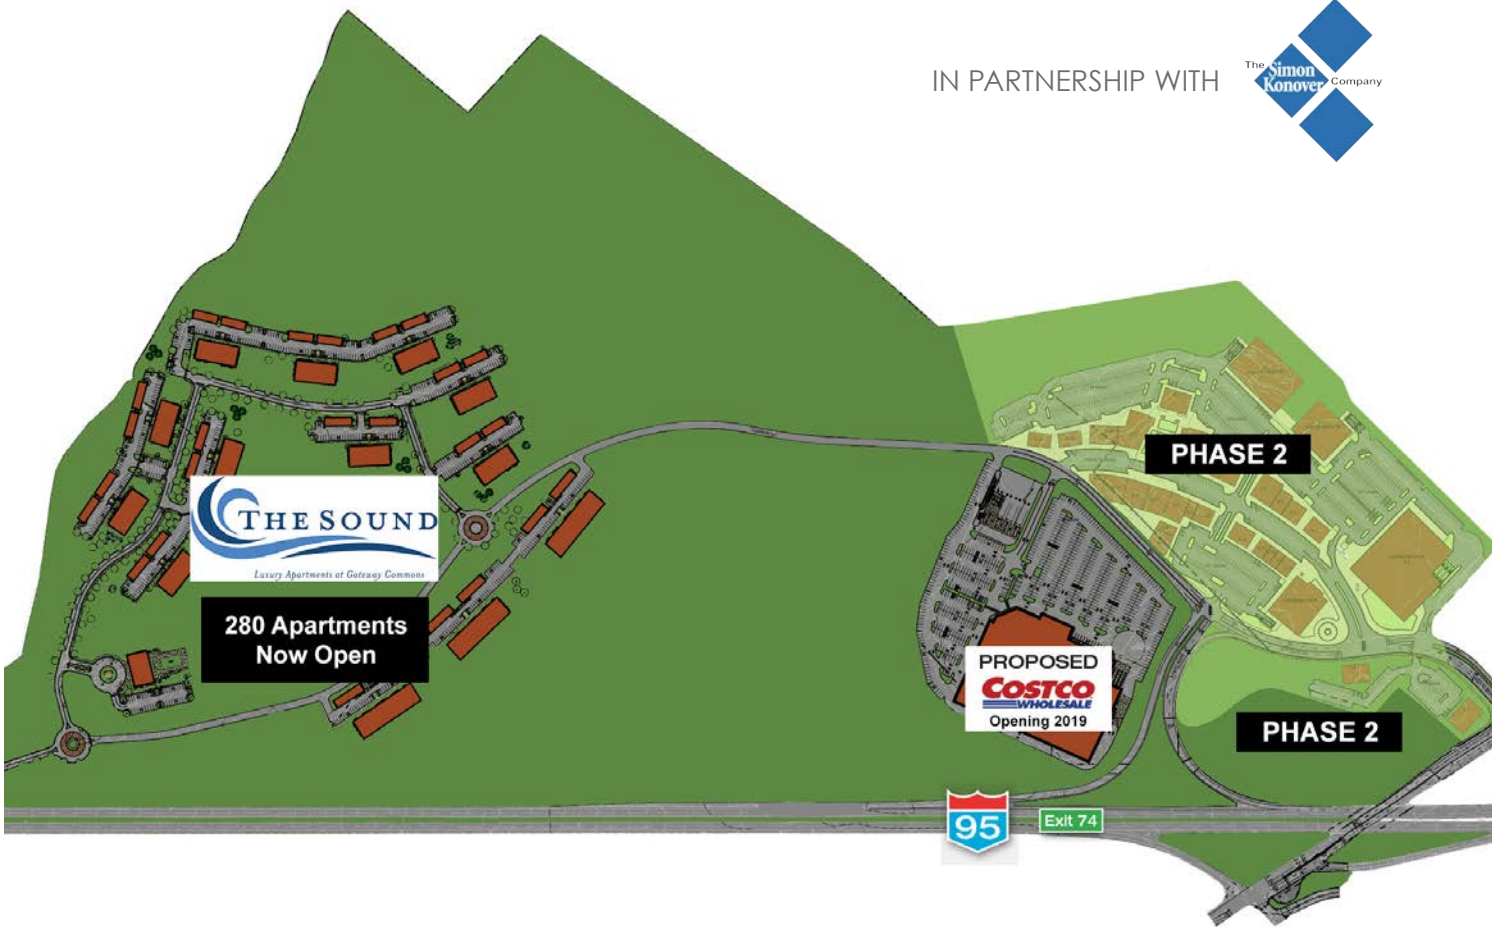 IN PARTNERSHIP WITH
The Simon Konover Company
PHASE 2
THE SOUND
Luxury Apartments at Gateway Commons
280 Apartments
Now Open
PROPOSED
COSTCO
WHOLESALE
Opening 2019
PHASE 2
95
Exit 74